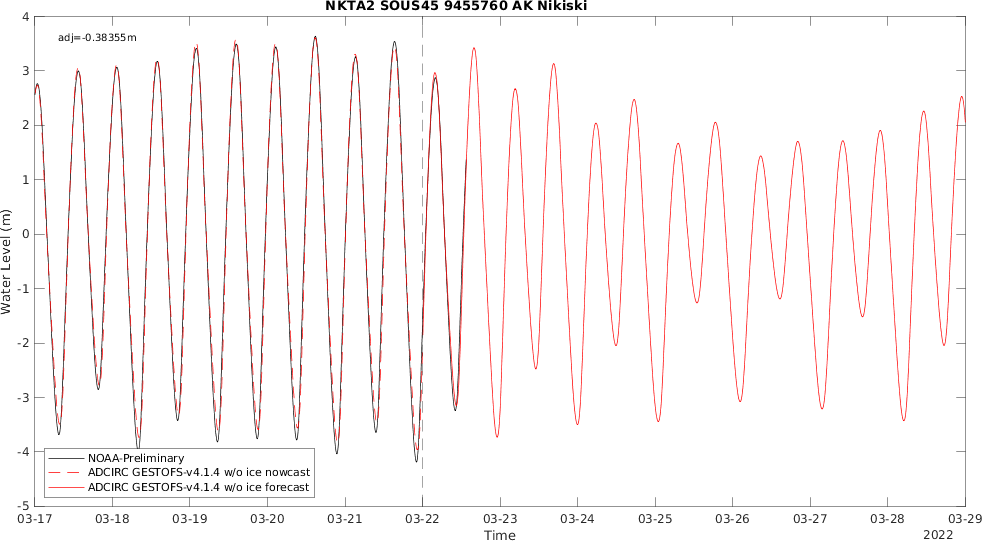 NKTA2 SOUS45 9455760 AK Nikiski
adj=-0.38355m
4
3
2
1
0
-1
-2
-3
-4
-5
Water Level (m)
NOAA-Preliminary
ADCIRC GESTOFS-v4.1.4 w/o ice nowcast
ADCIRC GESTOFS-v4.1.4 w/o ice forecast
03-17 03-18 03-19 03-20 03-21 03-22 03-23 03-24 03-25 03-26 03-27 03-28 03-29
Time
2022